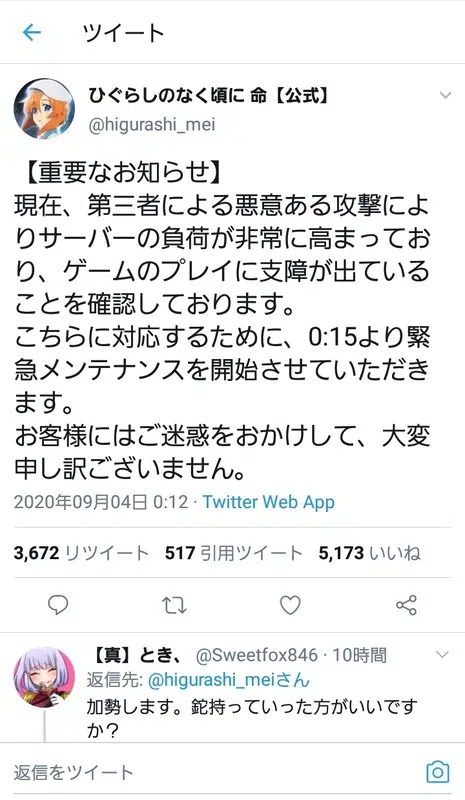 ツイート
ひぐらしのなく頃に 命【公式】
@higurashi_mei
【重要なお知らせ】
現在、第三者による悪意ある攻撃によ
りサーバーの負荷が非常に高まってお
り、ゲームのプレイに支障が出ている
ことを確認しております。
こちらに対応するために、0:15より緊
急メンテナンスを開始させていただき
ます。
お客様にはご迷惑をおかけして、大変
申し訳ございません。
2020年09月04日 0:12 · Twitter Web App
3,672 リツイート 517 引用ツイート 5,173 いいね
【真】とき、 @Sweetfox846 · 10時間
返信先: @higurashi_meiさん
加勢します。鉈持っていった方がいいです
か？
返信をツイート